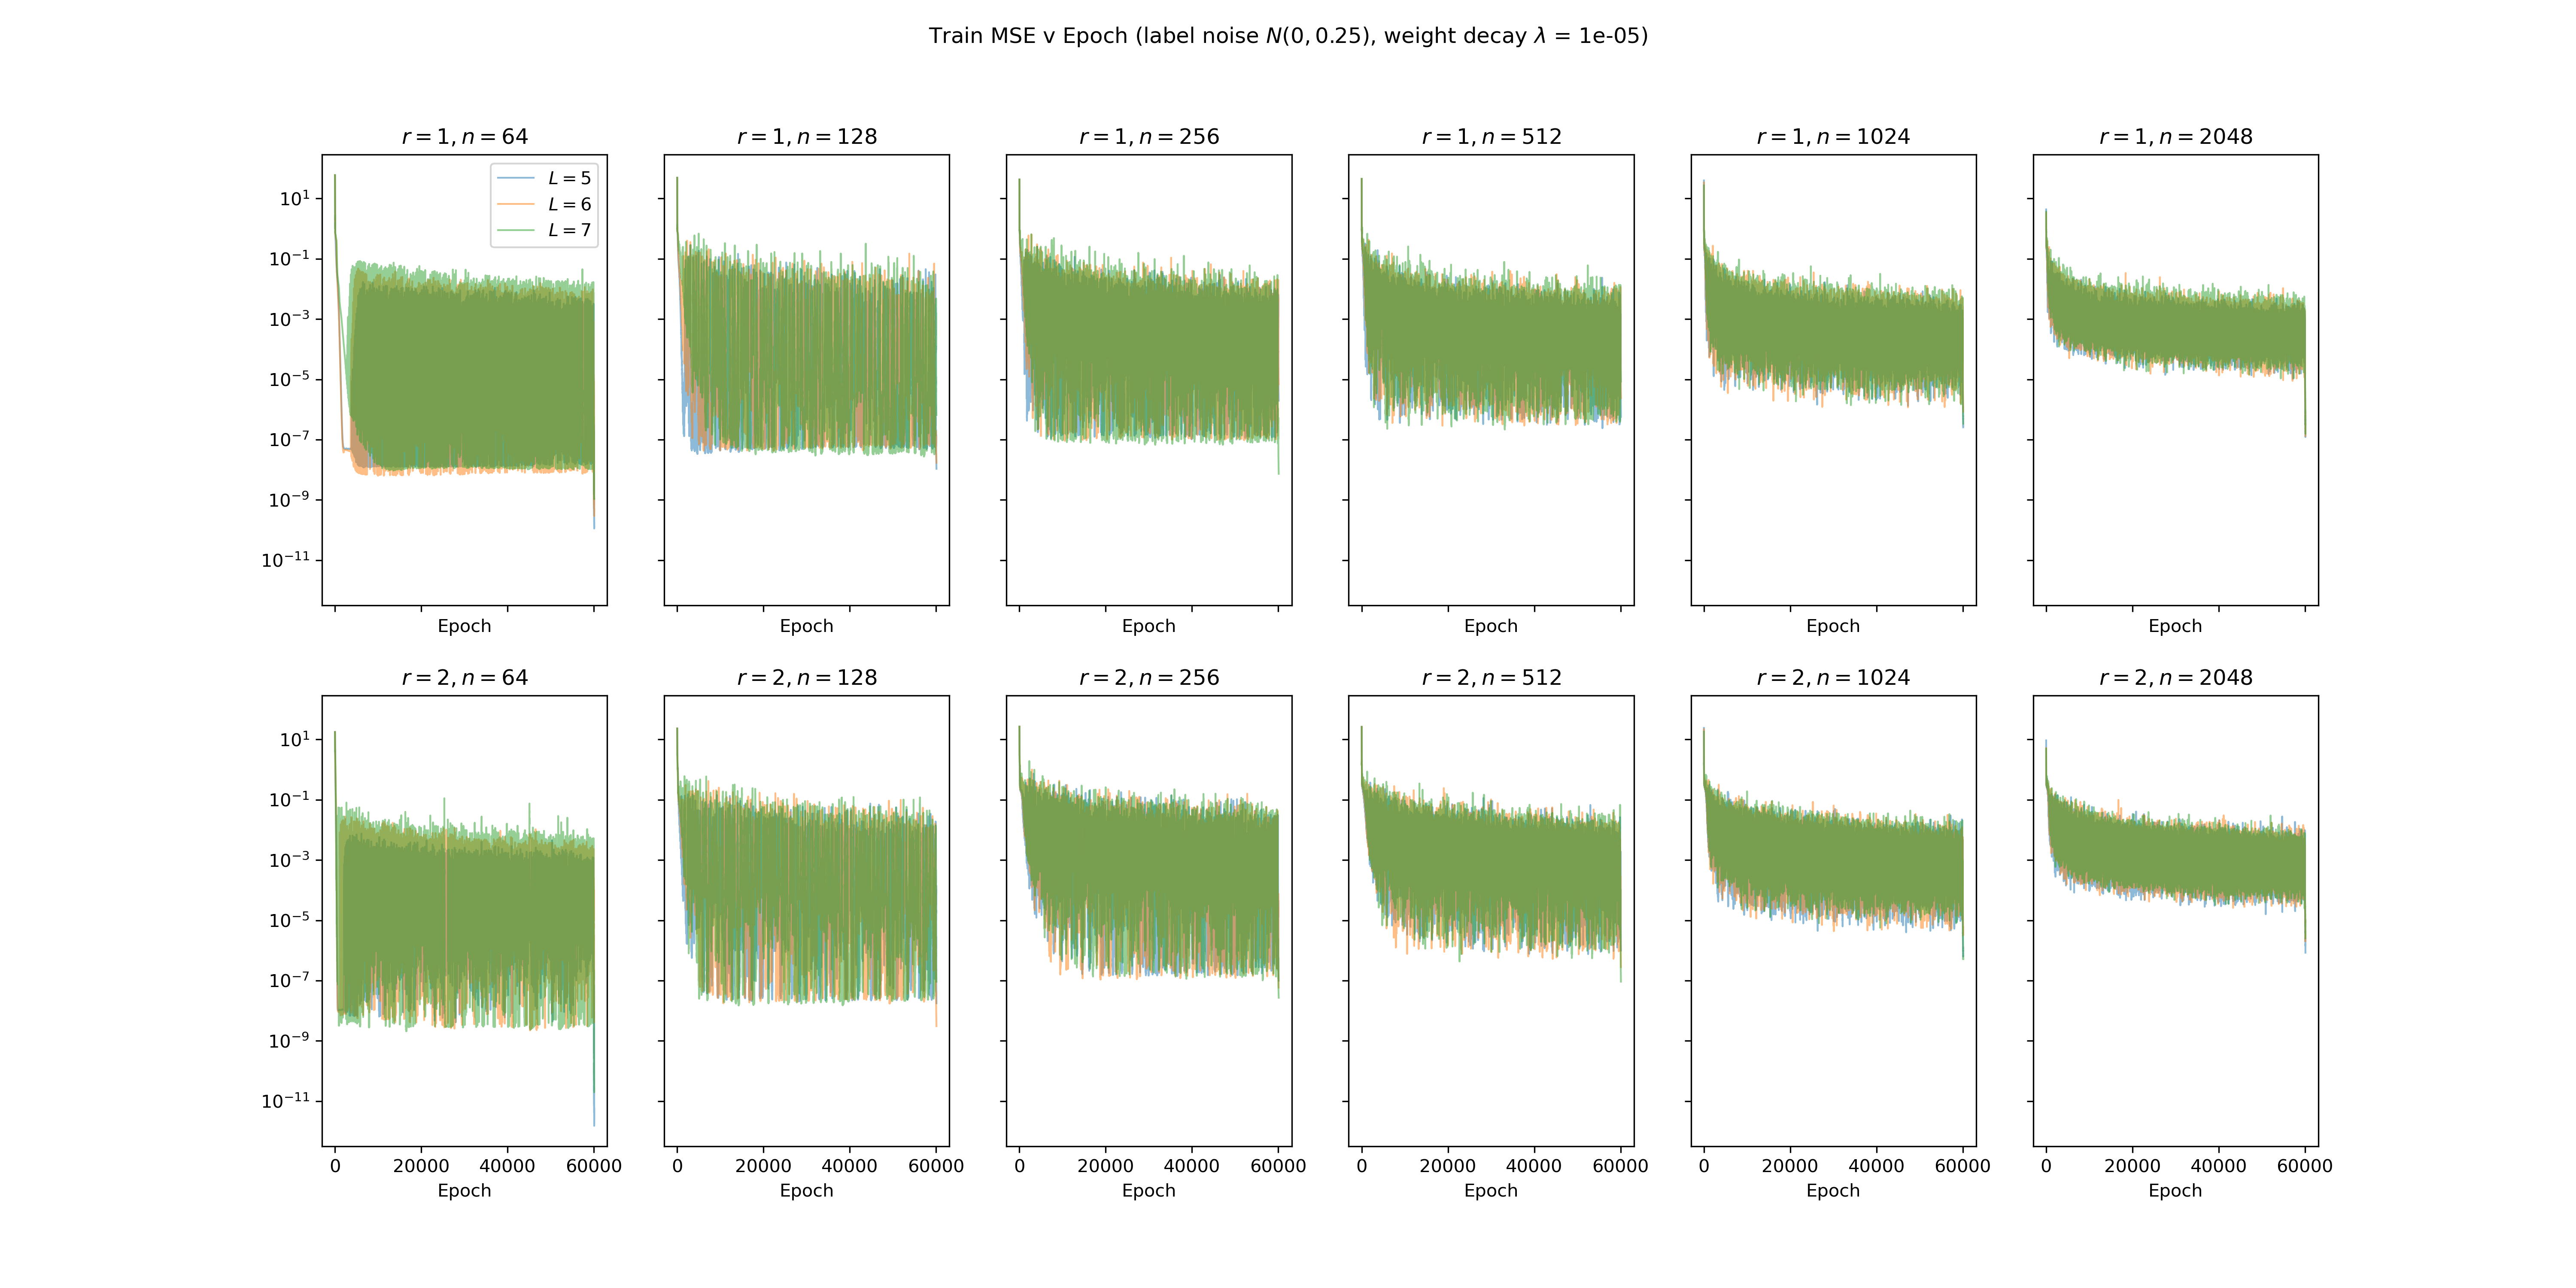 Train MSE v Epoch (label noise N(0, 0.25), weight decay λ = 1e-05)
r = 1, n = 64
r = 1, n = 128
r = 1, n = 256
r = 1, n = 512
r = 1, n = 1024
r = 1, n = 2048
L = 5
L = 6
L = 7
10¹
10⁻¹
10⁻³
10⁻⁵
10⁻⁷
10⁻⁹
10⁻¹¹
Epoch
Epoch
Epoch
Epoch
Epoch
Epoch
r = 2, n = 64
r = 2, n = 128
r = 2, n = 256
r = 2, n = 512
r = 2, n = 1024
r = 2, n = 2048
10¹
10⁻¹
10⁻³
10⁻⁵
10⁻⁷
10⁻⁹
10⁻¹¹
0 20000 40000 60000
0 20000 40000 60000
0 20000 40000 60000
0 20000 40000 60000
0 20000 40000 60000
0 20000 40000 60000
Epoch
Epoch
Epoch
Epoch
Epoch
Epoch